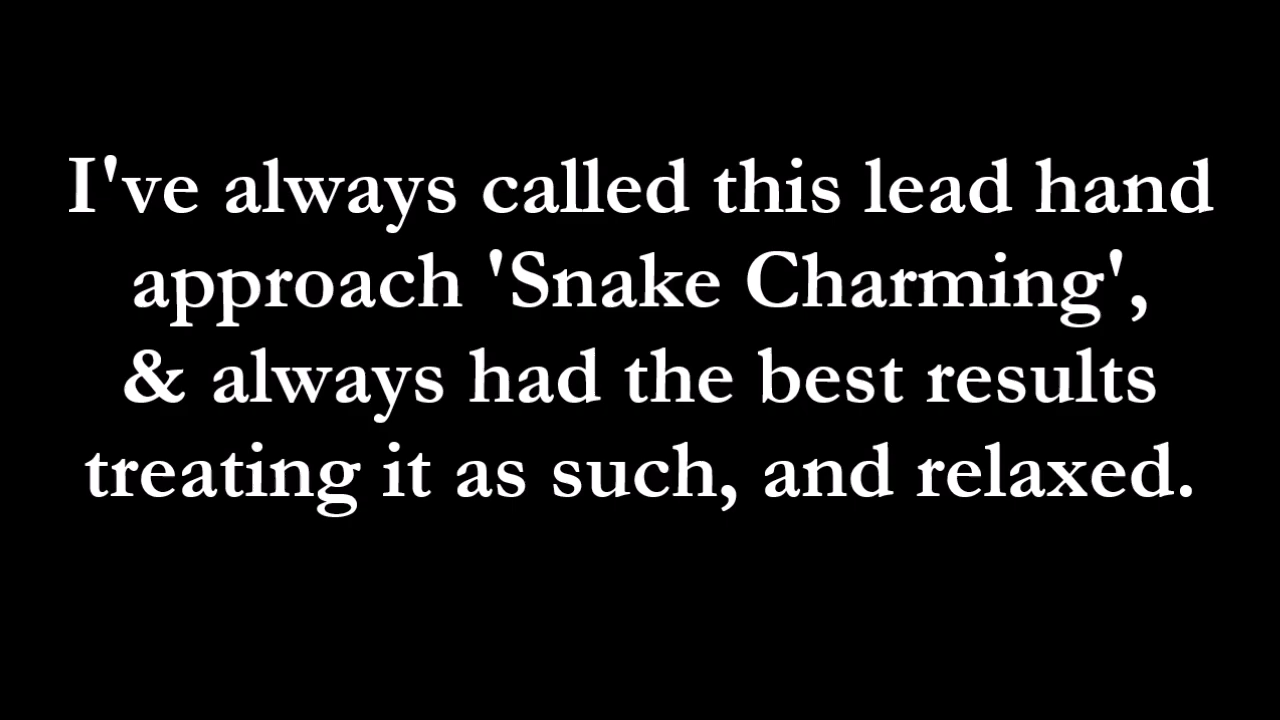 I've always called this lead hand
approach 'Snake Charming',
& always had the best results
treating it as such, and relaxed.